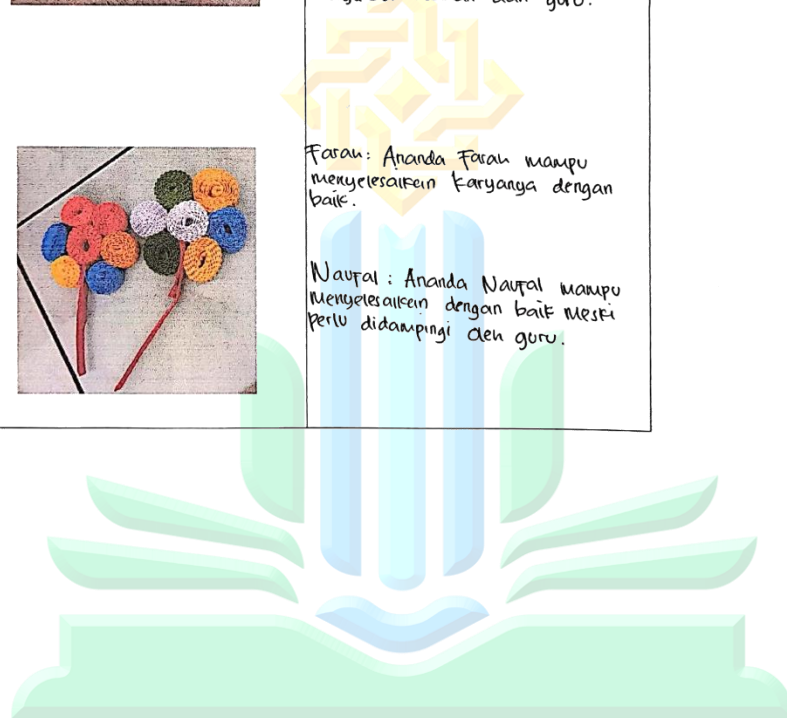 guru.
Farah: Ananda Farah mampu
menyelesaikan karyanya dengan
baik.
Naufal: Ananda Naufal mampu
menyelesaikan dengan baik meski
perlu didampingi oleh guru.